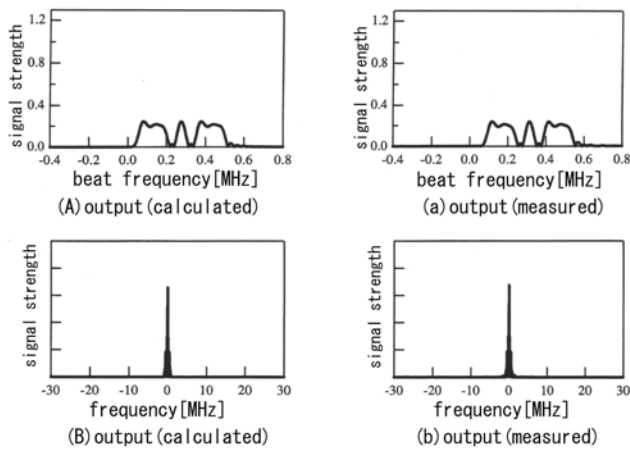 signal strength
1.2
0.8
0.4
0.0
-0.4 -0.2 0.0 0.2 0.4 0.6 0.8
beat frequency[MHz]
(A)output(calculated)
signal strength
1.2
0.8
0.4
0.0
-0.4 -0.2 0.0 0.2 0.4 0.6 0.8
beat frequency[MHz]
(a)output(measured)
signal strength
-30 -20 -10 0 10 20 30
frequency[MHz]
(B)output(calculated)
signal strength
-30 -20 -10 0 10 20 30
frequency[MHz]
(b)output(measured)